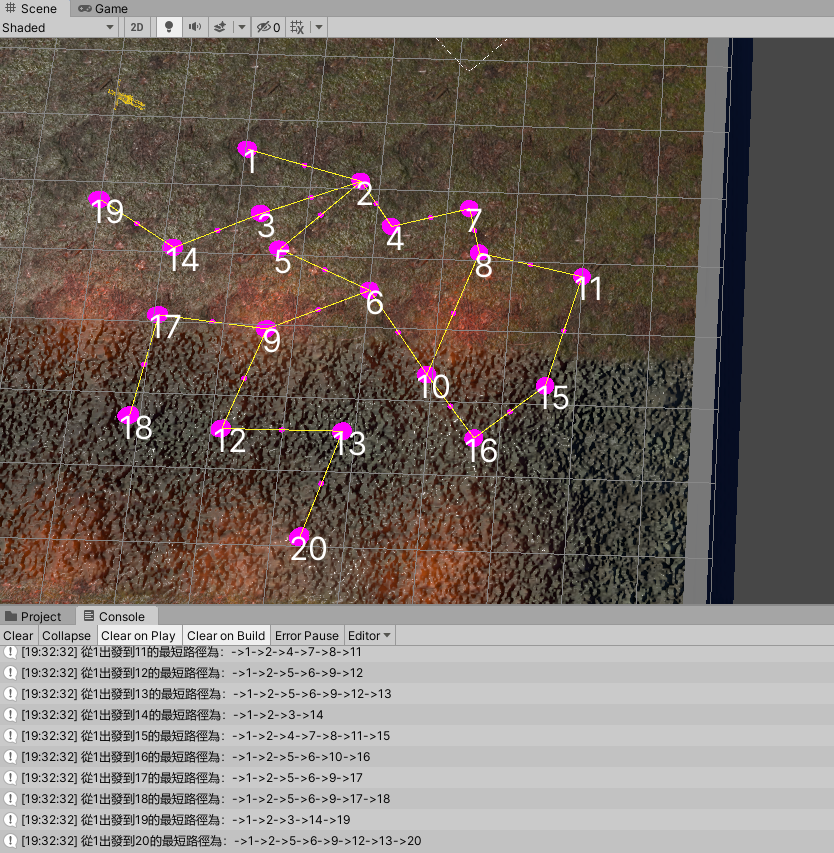 Scene Game
Shaded 2D 0
1
2
19
3
7
4
14
5
8
11
6
17
9
10
15
18
12
13
16
20
Project Console
Clear Collapse Clear on Play Clear on Build Error Pause Editor
[19:32:32] 從1出發到11的最短路徑為：->1->2->4->7->8->11
[19:32:32] 從1出發到12的最短路徑為：->1->2->5->6->9->12
[19:32:32] 從1出發到13的最短路徑為：->1->2->5->6->9->12->13
[19:32:32] 從1出發到14的最短路徑為：->1->2->3->14
[19:32:32] 從1出發到15的最短路徑為：->1->2->4->7->8->11->15
[19:32:32] 從1出發到16的最短路徑為：->1->2->5->6->10->16
[19:32:32] 從1出發到17的最短路徑為：->1->2->5->6->9->17
[19:32:32] 從1出發到18的最短路徑為：->1->2->5->6->9->17->18
[19:32:32] 從1出發到19的最短路徑為：->1->2->3->14->19
[19:32:32] 從1出發到20的最短路徑為：->1->2->5->6->9->12->13->20